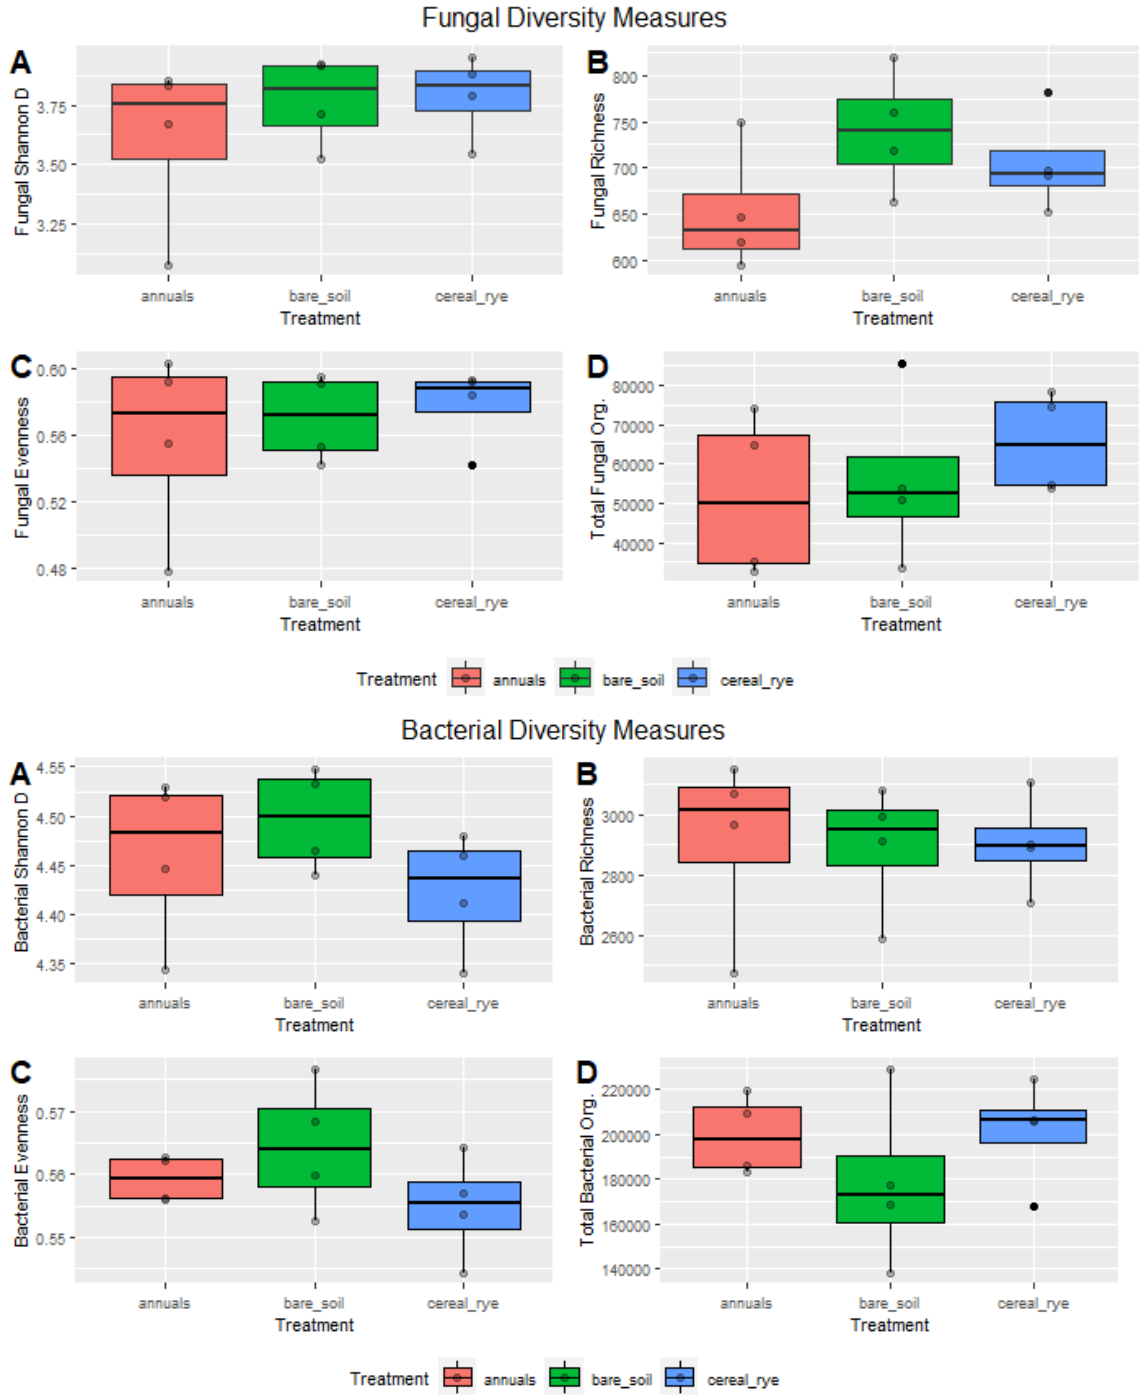 Fungal Diversity Measures
A
Fungal Shannon D
3.75
3.50
3.25
annuals bare_soil cereal_rye
Treatment
B
Fungal Richness
800
750
700
650
600
annuals bare_soil cereal_rye
Treatment
C
Fungal Evenness
0.60
0.56
0.52
0.48
annuals bare_soil cereal_rye
Treatment
D
Total Fungal Org.
80000
70000
60000
50000
40000
annuals bare_soil cereal_rye
Treatment
Treatment annuals bare_soil cereal_rye
Bacterial Diversity Measures
A
Bacterial Shannon D
4.55
4.50
4.45
4.40
4.35
annuals bare_soil cereal_rye
Treatment
B
Bacterial Richness
3000
2800
2600
annuals bare_soil cereal_rye
Treatment
C
Bacterial Evenness
0.57
0.56
0.55
annuals bare_soil cereal_rye
Treatment
D
Total Bacterial Org.
220000
200000
180000
160000
140000
annuals bare_soil cereal_rye
Treatment
Treatment annuals bare_soil cereal_rye